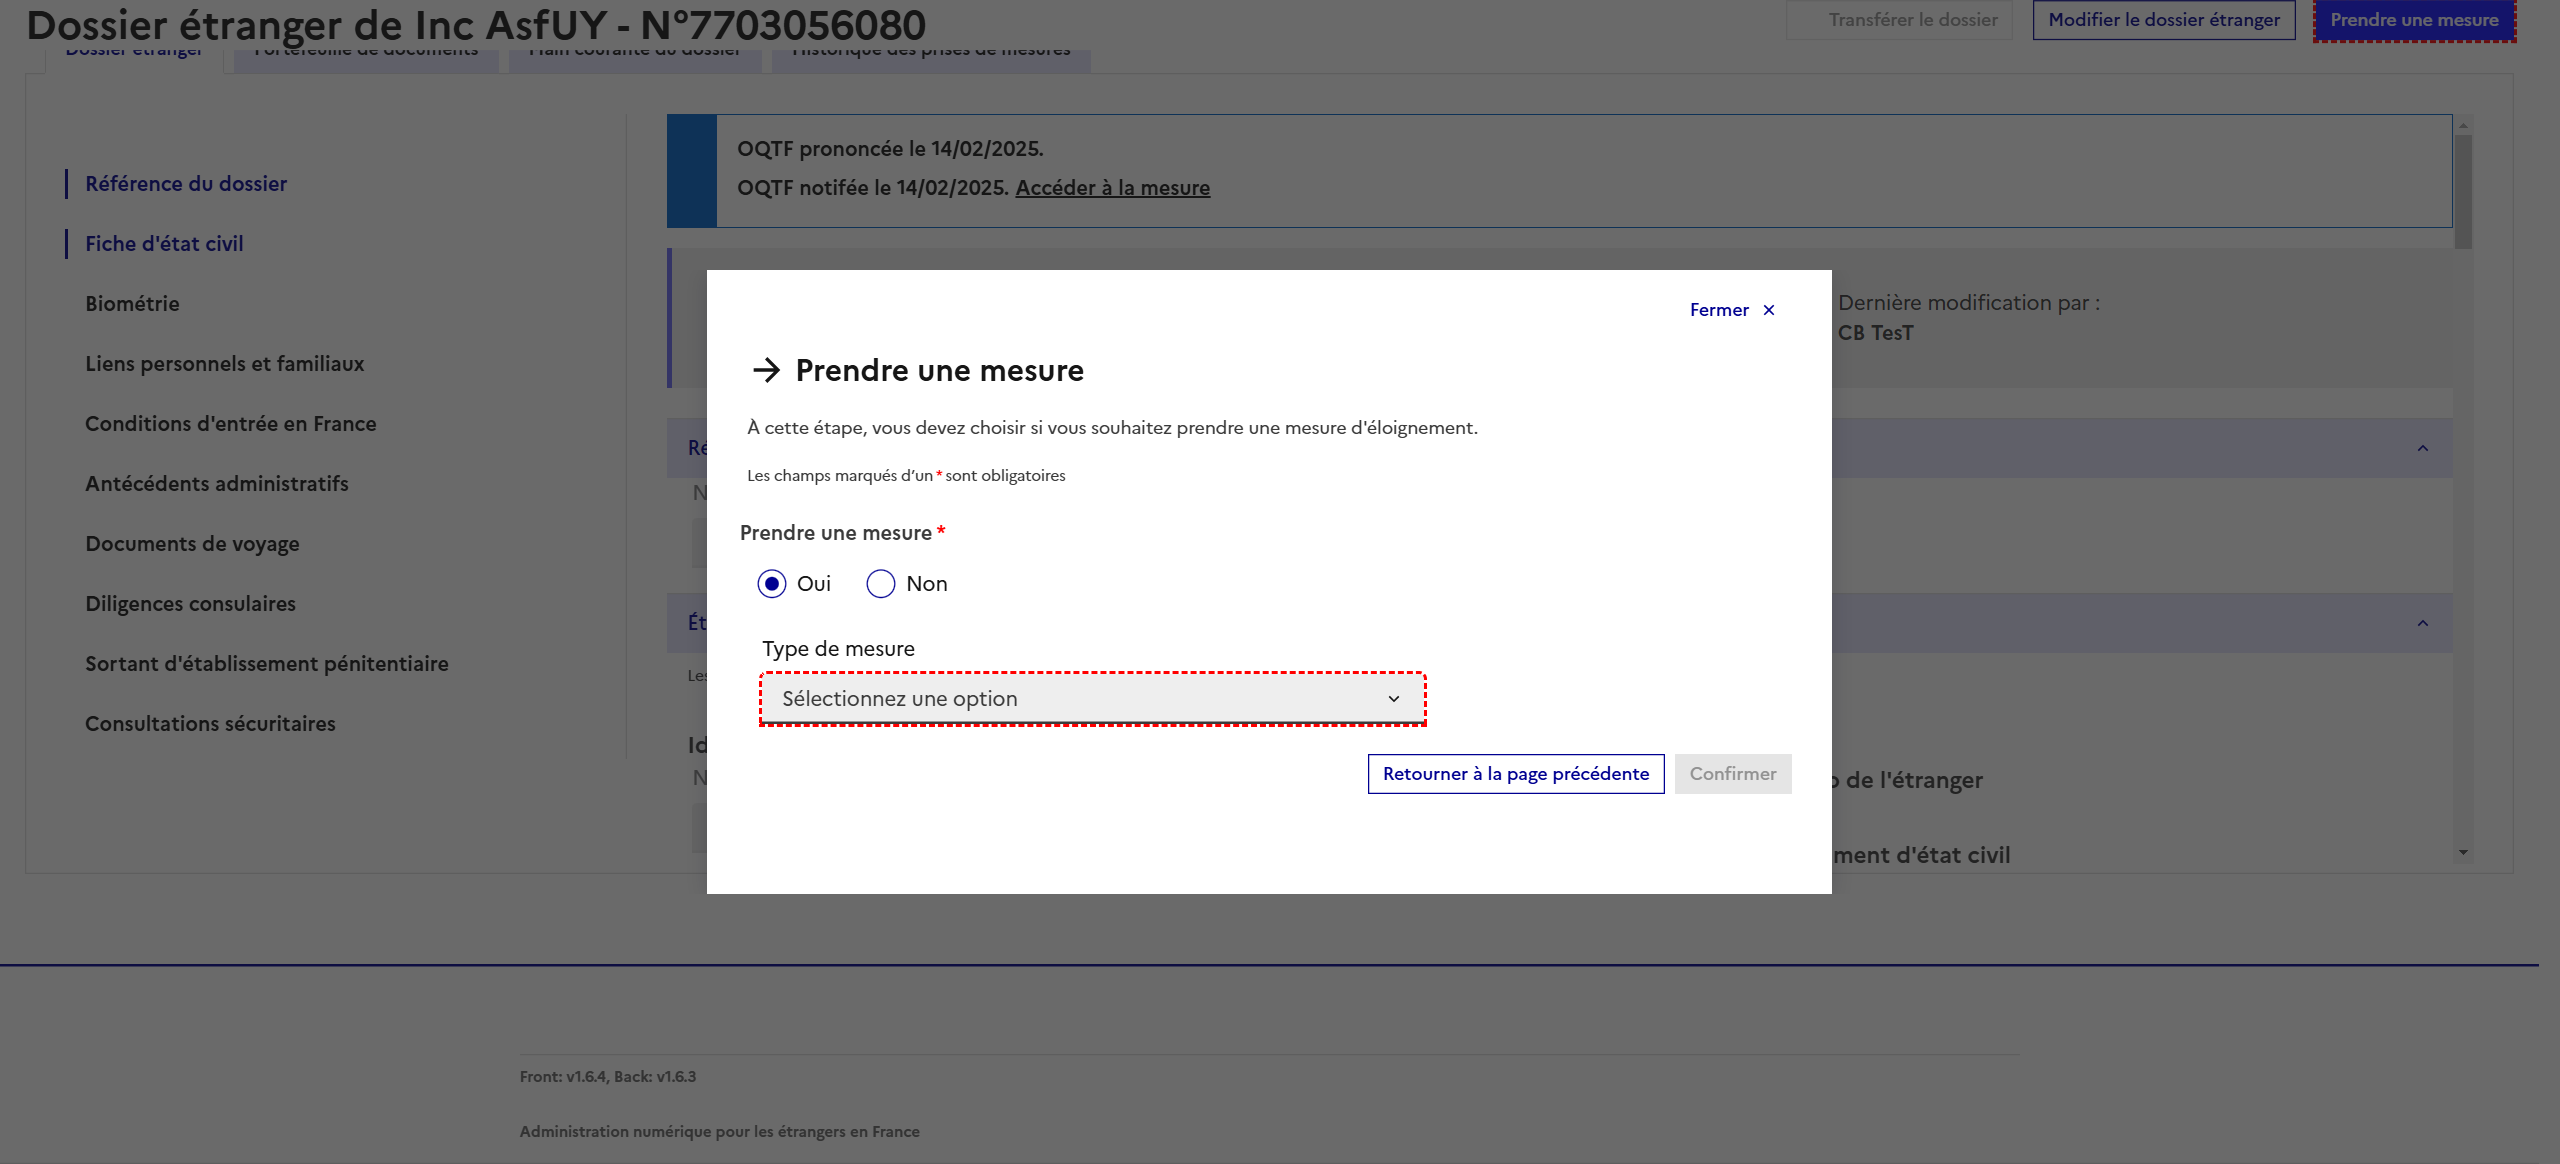 Dossier étranger de Inc AsfUY - N°7703056080
Transférer le dossier
Modifier le dossier étranger
Prendre une mesure
Dossier étranger
Portefeuille de documents
Main courante du dossier
Historique des prises de mesures
Référence du dossier
Fiche d'état civil
Biométrie
Liens personnels et familiaux
Conditions d'entrée en France
Antécédents administratifs
Documents de voyage
Diligences consulaires
Sortant d'établissement pénitentiaire
Consultations sécuritaires
OQTF prononcée le 14/02/2025.
OQTF notifée le 14/02/2025. Accéder à la mesure
Dernière modification par :
CB TesT
Fermer ×
Prendre une mesure
À cette étape, vous devez choisir si vous souhaitez prendre une mesure d'éloignement.
Les champs marqués d’un * sont obligatoires
Prendre une mesure *
Oui
Non
Type de mesure
Sélectionnez une option
Retourner à la page précédente
Confirmer
Les
de l'étranger
d'état civil
Front: v1.6.4, Back: v1.6.3
Administration numérique pour les étrangers en France